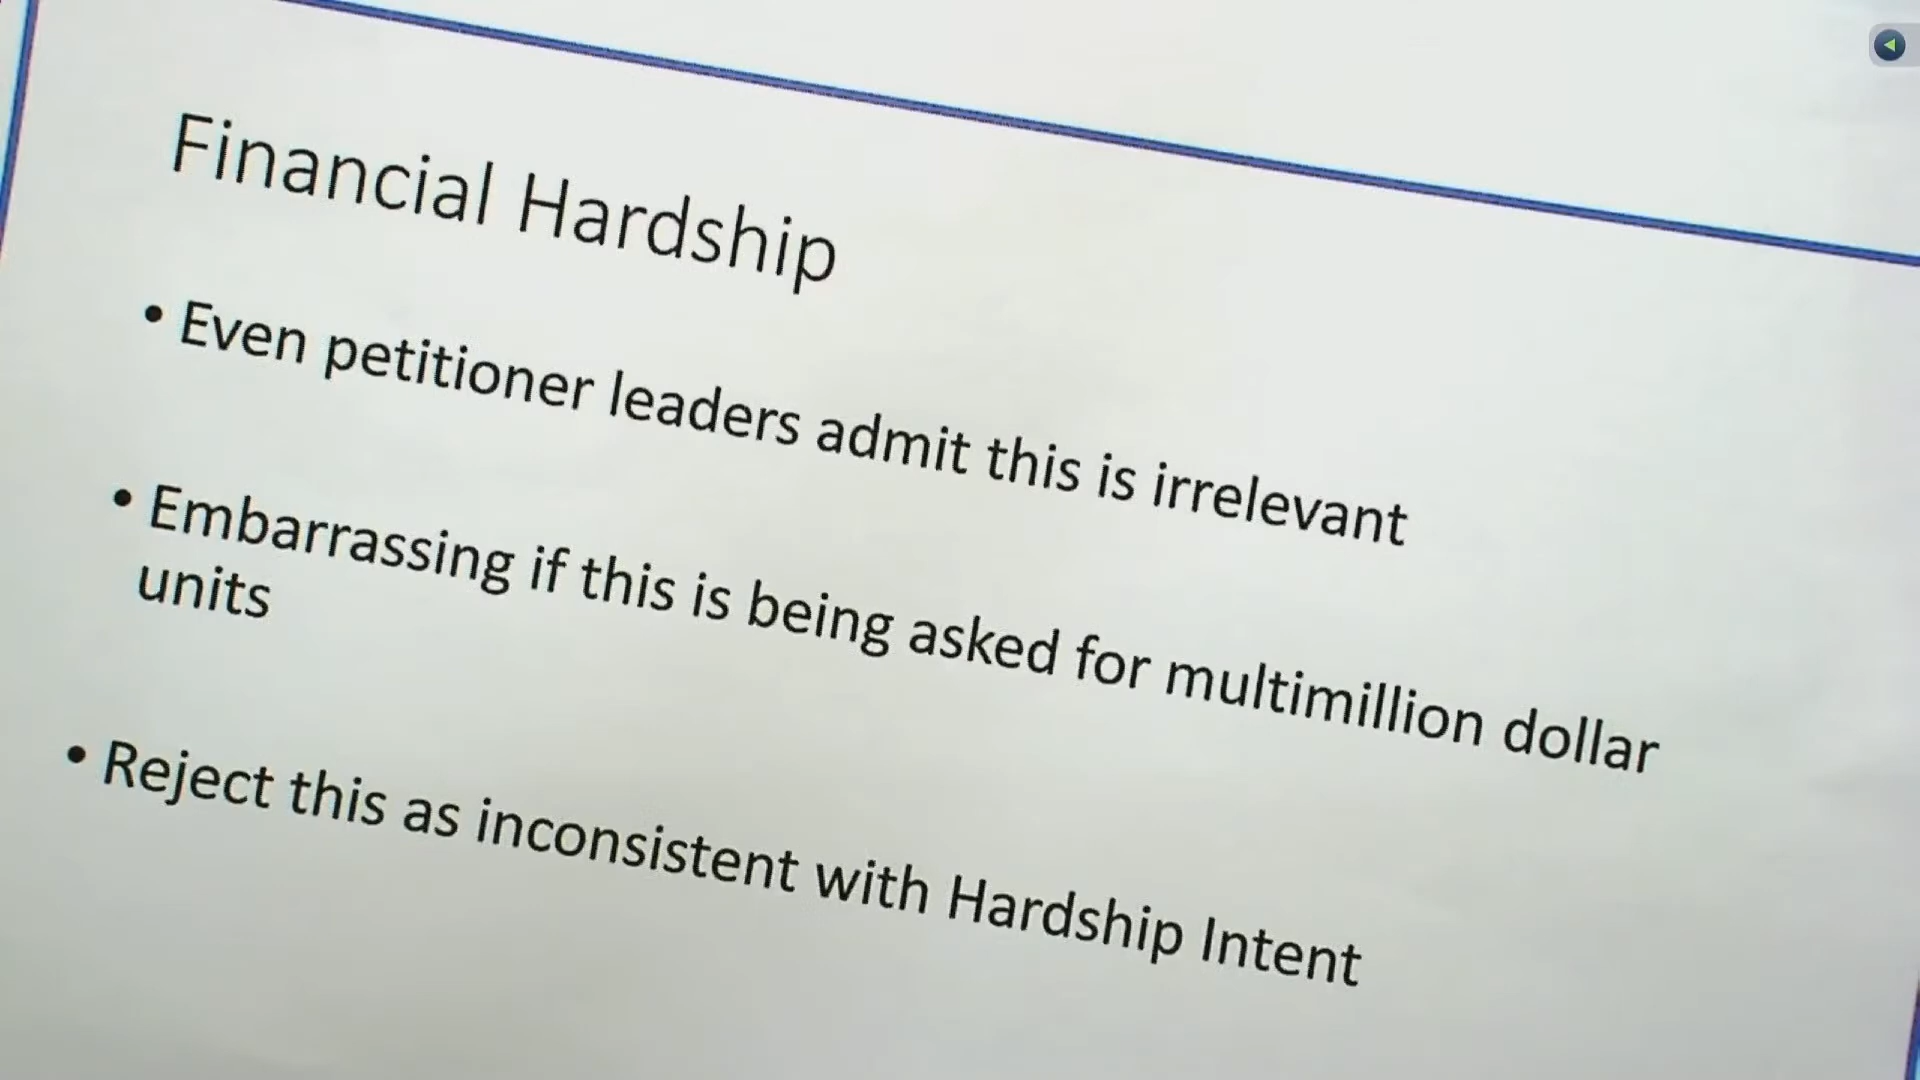 Financial Hardship
• Even petitioner leaders admit this is irrelevant
• Embarrassing if this is being asked for multimillion dollar
units
• Reject this as inconsistent with Hardship Intent